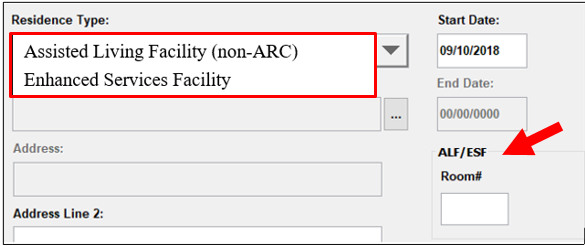 Residence Type:
Start Date:
Assisted Living Facility (non-ARC)
Enhanced Services Facility
09/10/2018
End Date:
...
00/00/0000
Address:
ALF/ESF
Room#
Address Line 2: